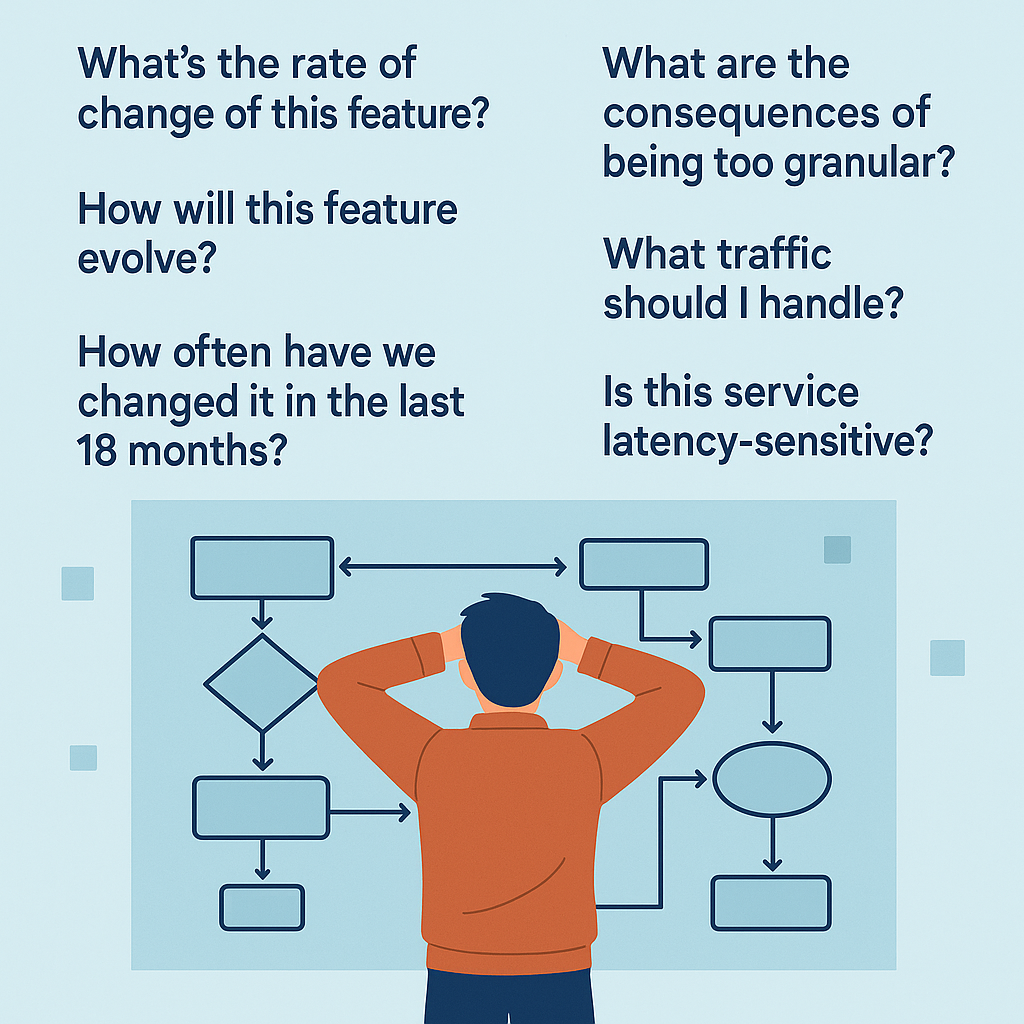 What’s the rate of
change of this feature?
How will this feature
evolve?
How often have we
changed it in the last
18 months?
What are the
consequences of
being too granular?
What traffic
should I handle?
Is this service
latency-sensitive?